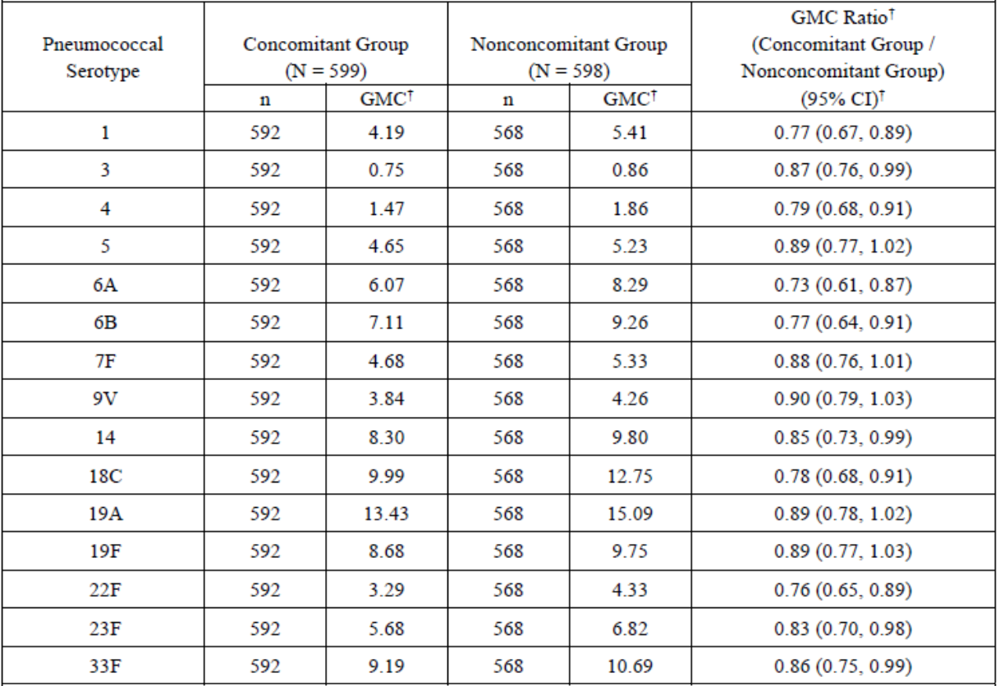 Pneumococcal Serotype | Concomitant Group (N = 599) | Nonconcomitant Group (N = 598) | GMC Ratio† (Concomitant Group / Nonconcomitant Group) (95% CI)†
n | GMC† | n | GMC†
1 | 592 | 4.19 | 568 | 5.41 | 0.77 (0.67, 0.89)
3 | 592 | 0.75 | 568 | 0.86 | 0.87 (0.76, 0.99)
4 | 592 | 1.47 | 568 | 1.86 | 0.79 (0.68, 0.91)
5 | 592 | 4.65 | 568 | 5.23 | 0.89 (0.77, 1.02)
6A | 592 | 6.07 | 568 | 8.29 | 0.73 (0.61, 0.87)
6B | 592 | 7.11 | 568 | 9.26 | 0.77 (0.64, 0.91)
7F | 592 | 4.68 | 568 | 5.33 | 0.88 (0.76, 1.01)
9V | 592 | 3.84 | 568 | 4.26 | 0.90 (0.79, 1.03)
14 | 592 | 8.30 | 568 | 9.80 | 0.85 (0.73, 0.99)
18C | 592 | 9.99 | 568 | 12.75 | 0.78 (0.68, 0.91)
19A | 592 | 13.43 | 568 | 15.09 | 0.89 (0.78, 1.02)
19F | 592 | 8.68 | 568 | 9.75 | 0.89 (0.77, 1.03)
22F | 592 | 3.29 | 568 | 4.33 | 0.76 (0.65, 0.89)
23F | 592 | 5.68 | 568 | 6.82 | 0.83 (0.70, 0.98)
33F | 592 | 9.19 | 568 | 10.69 | 0.86 (0.75, 0.99)